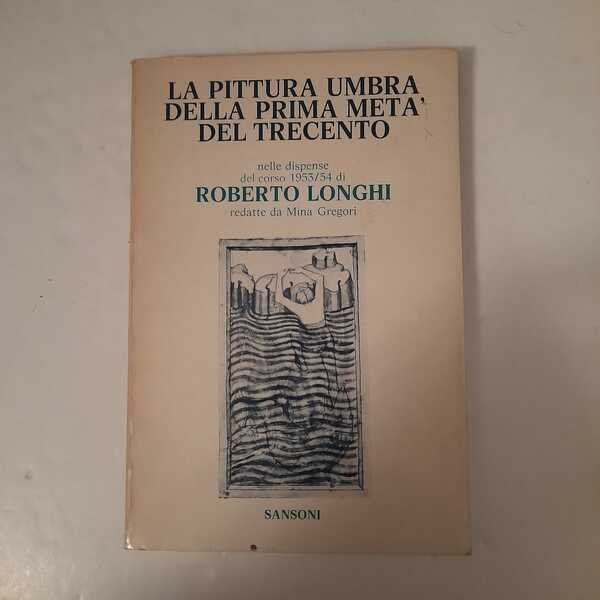 LA PITTURA UMBRA
DELLA PRIMA META'
DEL TRECENTO
nelle dispense
del corso 1953/54 di
ROBERTO LONGHI
redatte da Mina Gregori
SANSONI